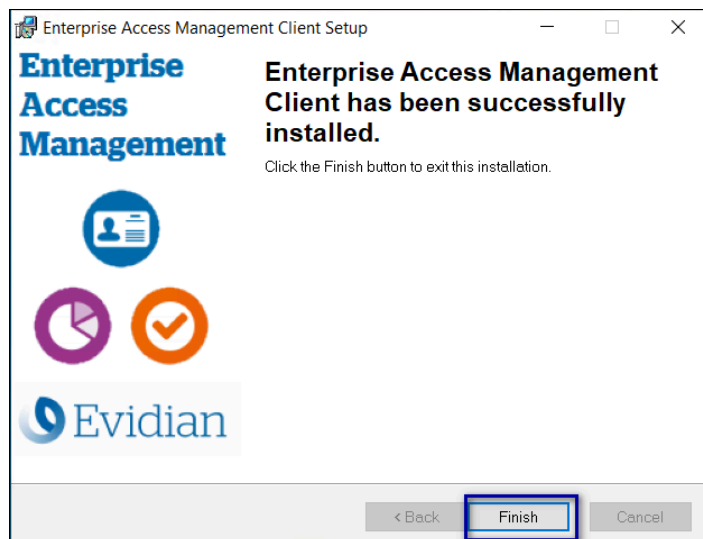 Enterprise Access Management Client Setup
Enterprise
Access
Management
Enterprise Access Management
Client has been successfully
installed.
Click the Finish button to exit this installation.
Evidian
< Back
Finish
Cancel